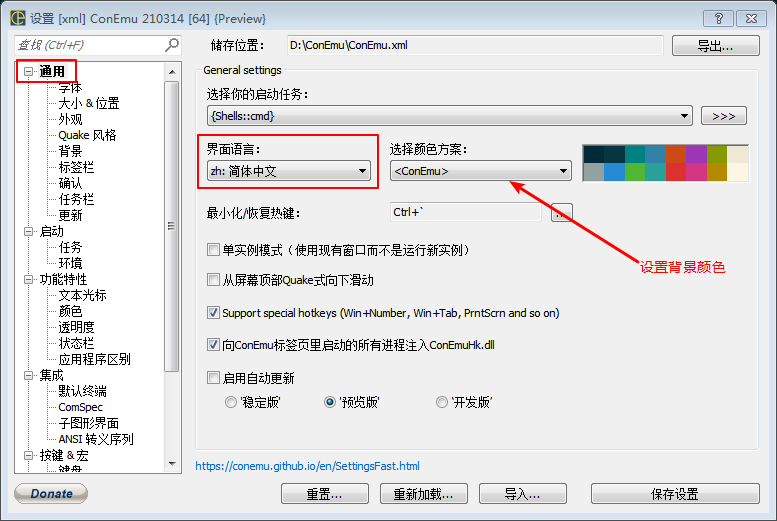 设置 [xml] ConEmu 210314 [64] {Preview}
查找 (Ctrl+F)
储存位置：
D:\ConEmu\ConEmu.xml
导出...
通用
字体
大小 & 位置
外观
Quake 风格
背景
标签栏
确认
任务栏
更新
启动
任务
环境
功能特性
文本光标
颜色
透明度
状态栏
应用程序区别
集成
默认终端
ComSpec
子图形界面
ANSI 转义序列
按键 & 宏
键盘
General settings
选择你的启动任务：
{Shells::cmd}
>>>
界面语言：
选择颜色方案：
zh: 简体中文
<ConEmu>
最小化/恢复热键：
Ctrl+`
设置背景颜色
单实例模式（使用现有窗口而不是运行新实例）
从屏幕顶部Quake式向下滑动
Support special hotkeys (Win+Number, Win+Tab, PrntScrn and so on)
向ConEmu标签页里启动的所有进程注入ConEmuHk.dll
启用自动更新
'稳定版'
'预览版'
'开发版'
https://conemu.github.io/en/SettingsFast.html
Donate
重置...
重新加载...
导入...
保存设置